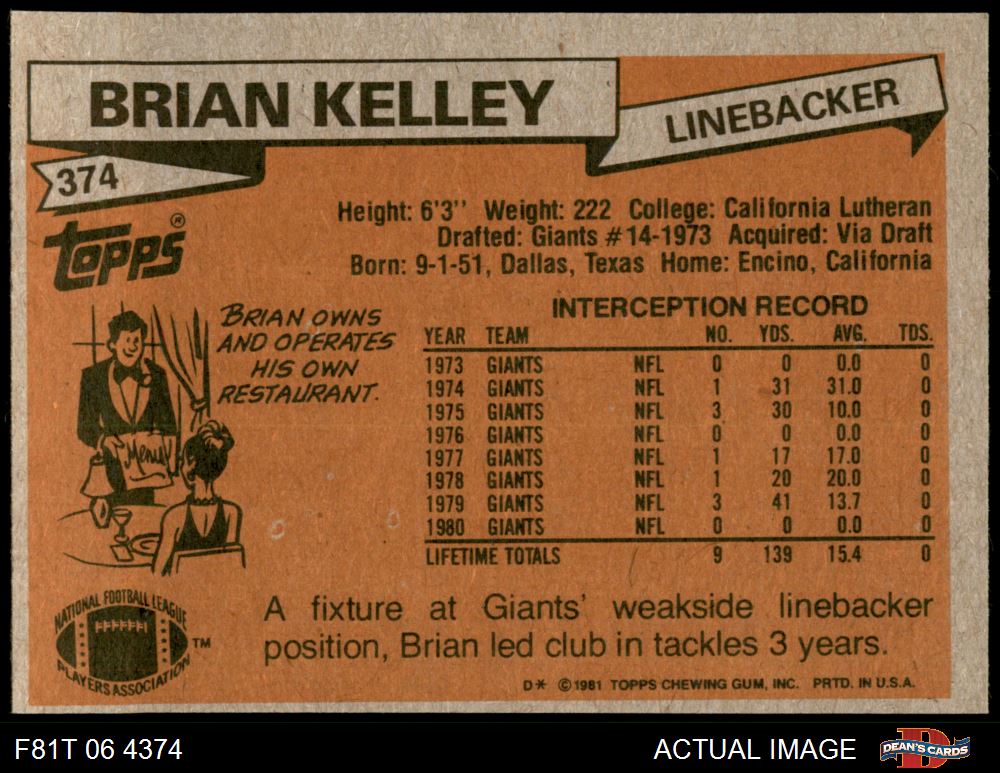 BRIAN KELLEY
LINEBACKER
374
TOPPS®
Height: 6'3'' Weight: 222 College: California Lutheran
Drafted: Giants #14-1973 Acquired: Via Draft
Born: 9-1-51, Dallas, Texas Home: Encino, California
BRIAN OWNS
AND OPERATES
HIS OWN
RESTAURANT.
Menu
INTERCEPTION RECORD
YEAR TEAM NO. YDS. AVG. TDS.
1973 GIANTS NFL 0 0 0.0 0
1974 GIANTS NFL 1 31 31.0 0
1975 GIANTS NFL 3 30 10.0 0
1976 GIANTS NFL 0 0 0.0 0
1977 GIANTS NFL 1 17 17.0 0
1978 GIANTS NFL 1 20 20.0 0
1979 GIANTS NFL 3 41 13.7 0
1980 GIANTS NFL 0 0 0.0 0
LIFETIME TOTALS 9 139 15.4 0
NATIONAL FOOTBALL LEAGUE
PLAYERS ASSOCIATION
TM
A fixture at Giants' weakside linebacker
position, Brian led club in tackles 3 years.
D* ©1981 TOPPS CHEWING GUM, INC. PRTD. IN U.S.A.
F81T 06 4374
ACTUAL IMAGE
D
DEAN'S CARDS